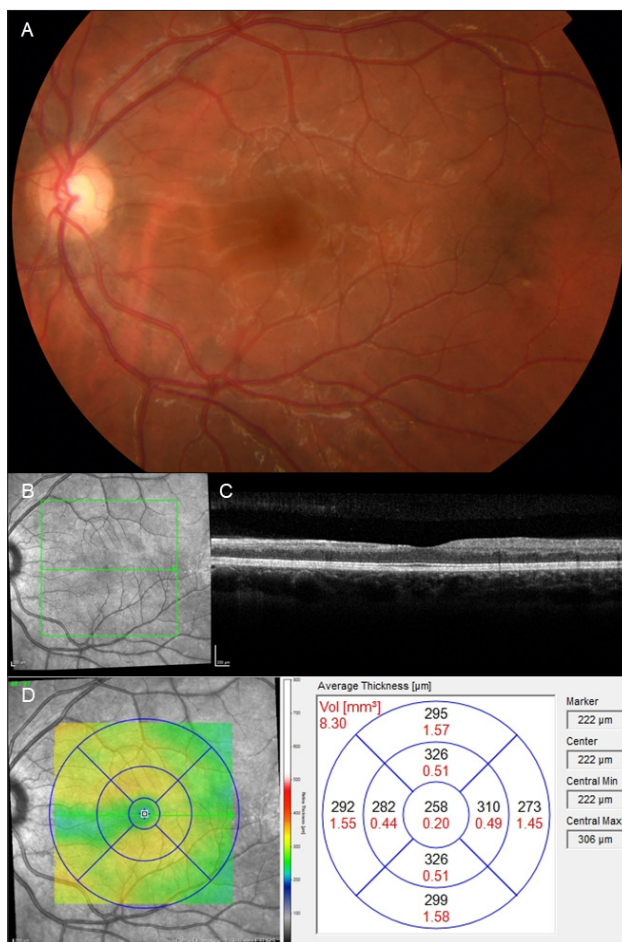 A
B
C
200 µm
D
Average Thickness [µm]
Vol [mm³]
8.30
295
1.57
326
0.51
292
1.55
282
0.44
258
0.20
310
0.49
273
1.45
326
0.51
299
1.58
Marker
222 µm
Center
222 µm
Central Min
222 µm
Central Max
306 µm